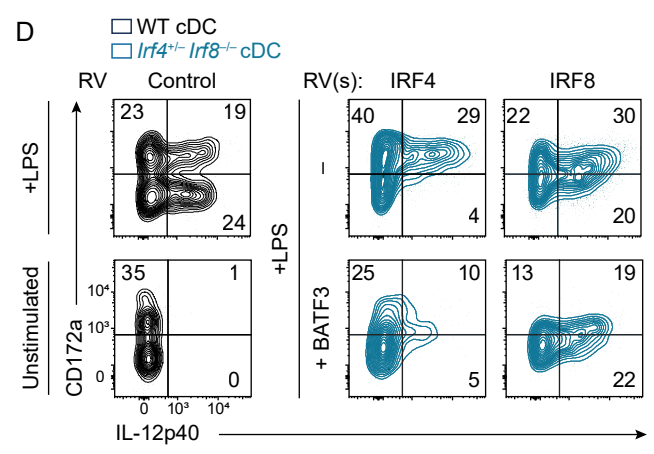 D
WT cDC
Irf4+/– Irf8–/– cDC
RV Control RV(s): IRF4 IRF8
+LPS
23 19
24
+LPS
–
40 29
4
22 30
20
Unstimulated
CD172a
10⁴
10³
0
35 1
0
0 10³ 10⁴
+ BATF3
25 10
5
13 19
22
IL-12p40